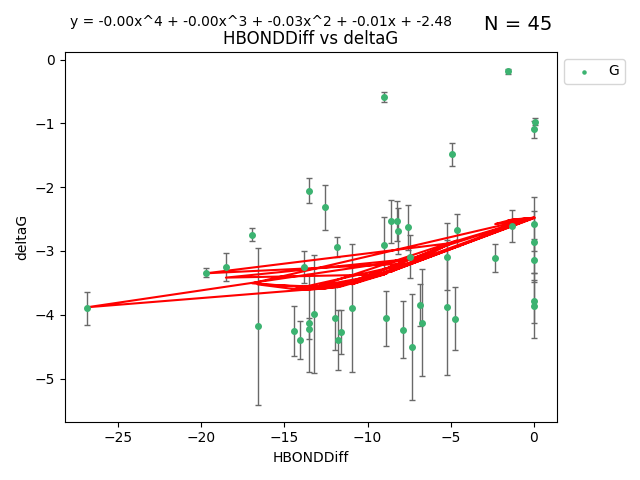 y = -0.00x^4 + -0.00x^3 + -0.03x^2 + -0.01x + -2.48
N = 45
HBONDDiff vs deltaG
G
0
−1
−2
−3
−4
−5
deltaG
−25
−20
−15
−10
−5
0
HBONDDiff